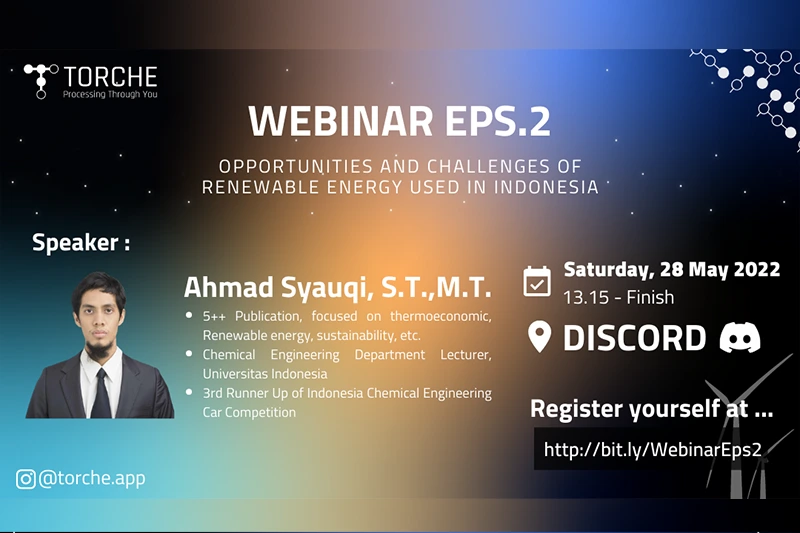 TORCHE
Processing Through You
WEBINAR EPS.2
OPPORTUNITIES AND CHALLENGES OF
RENEWABLE ENERGY USED IN INDONESIA
Speaker :
Ahmad Syauqi, S.T.,M.T.
5++ Publication, focused on thermoeconomic,
Renewable energy, sustainability, etc.
Chemical Engineering Department Lecturer,
Universitas Indonesia
3rd Runner Up of Indonesia Chemical Engineering
Car Competition
Saturday, 28 May 2022
13.15 - Finish
DISCORD
Register yourself at ...
http://bit.ly/WebinarEps2
@torche.app